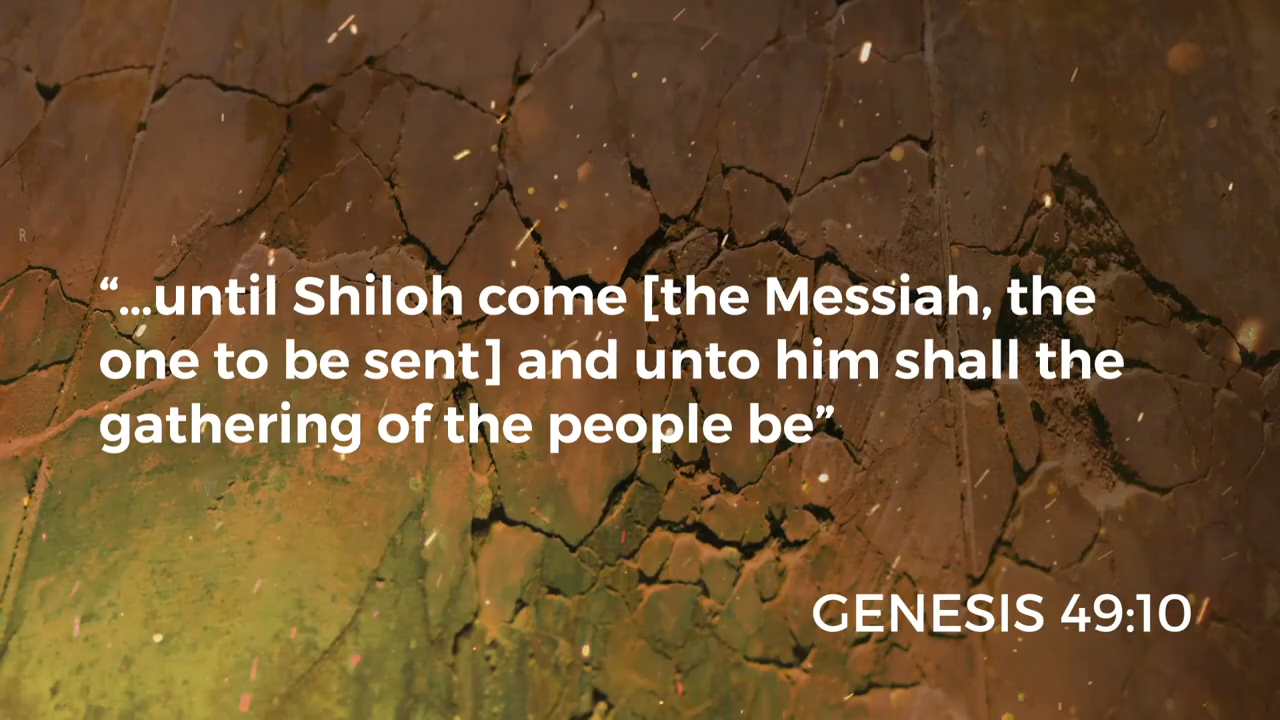 “...until Shiloh come [the Messiah, the
one to be sent] and unto him shall the
gathering of the people be”
GENESIS 49:10
R
A
S
P